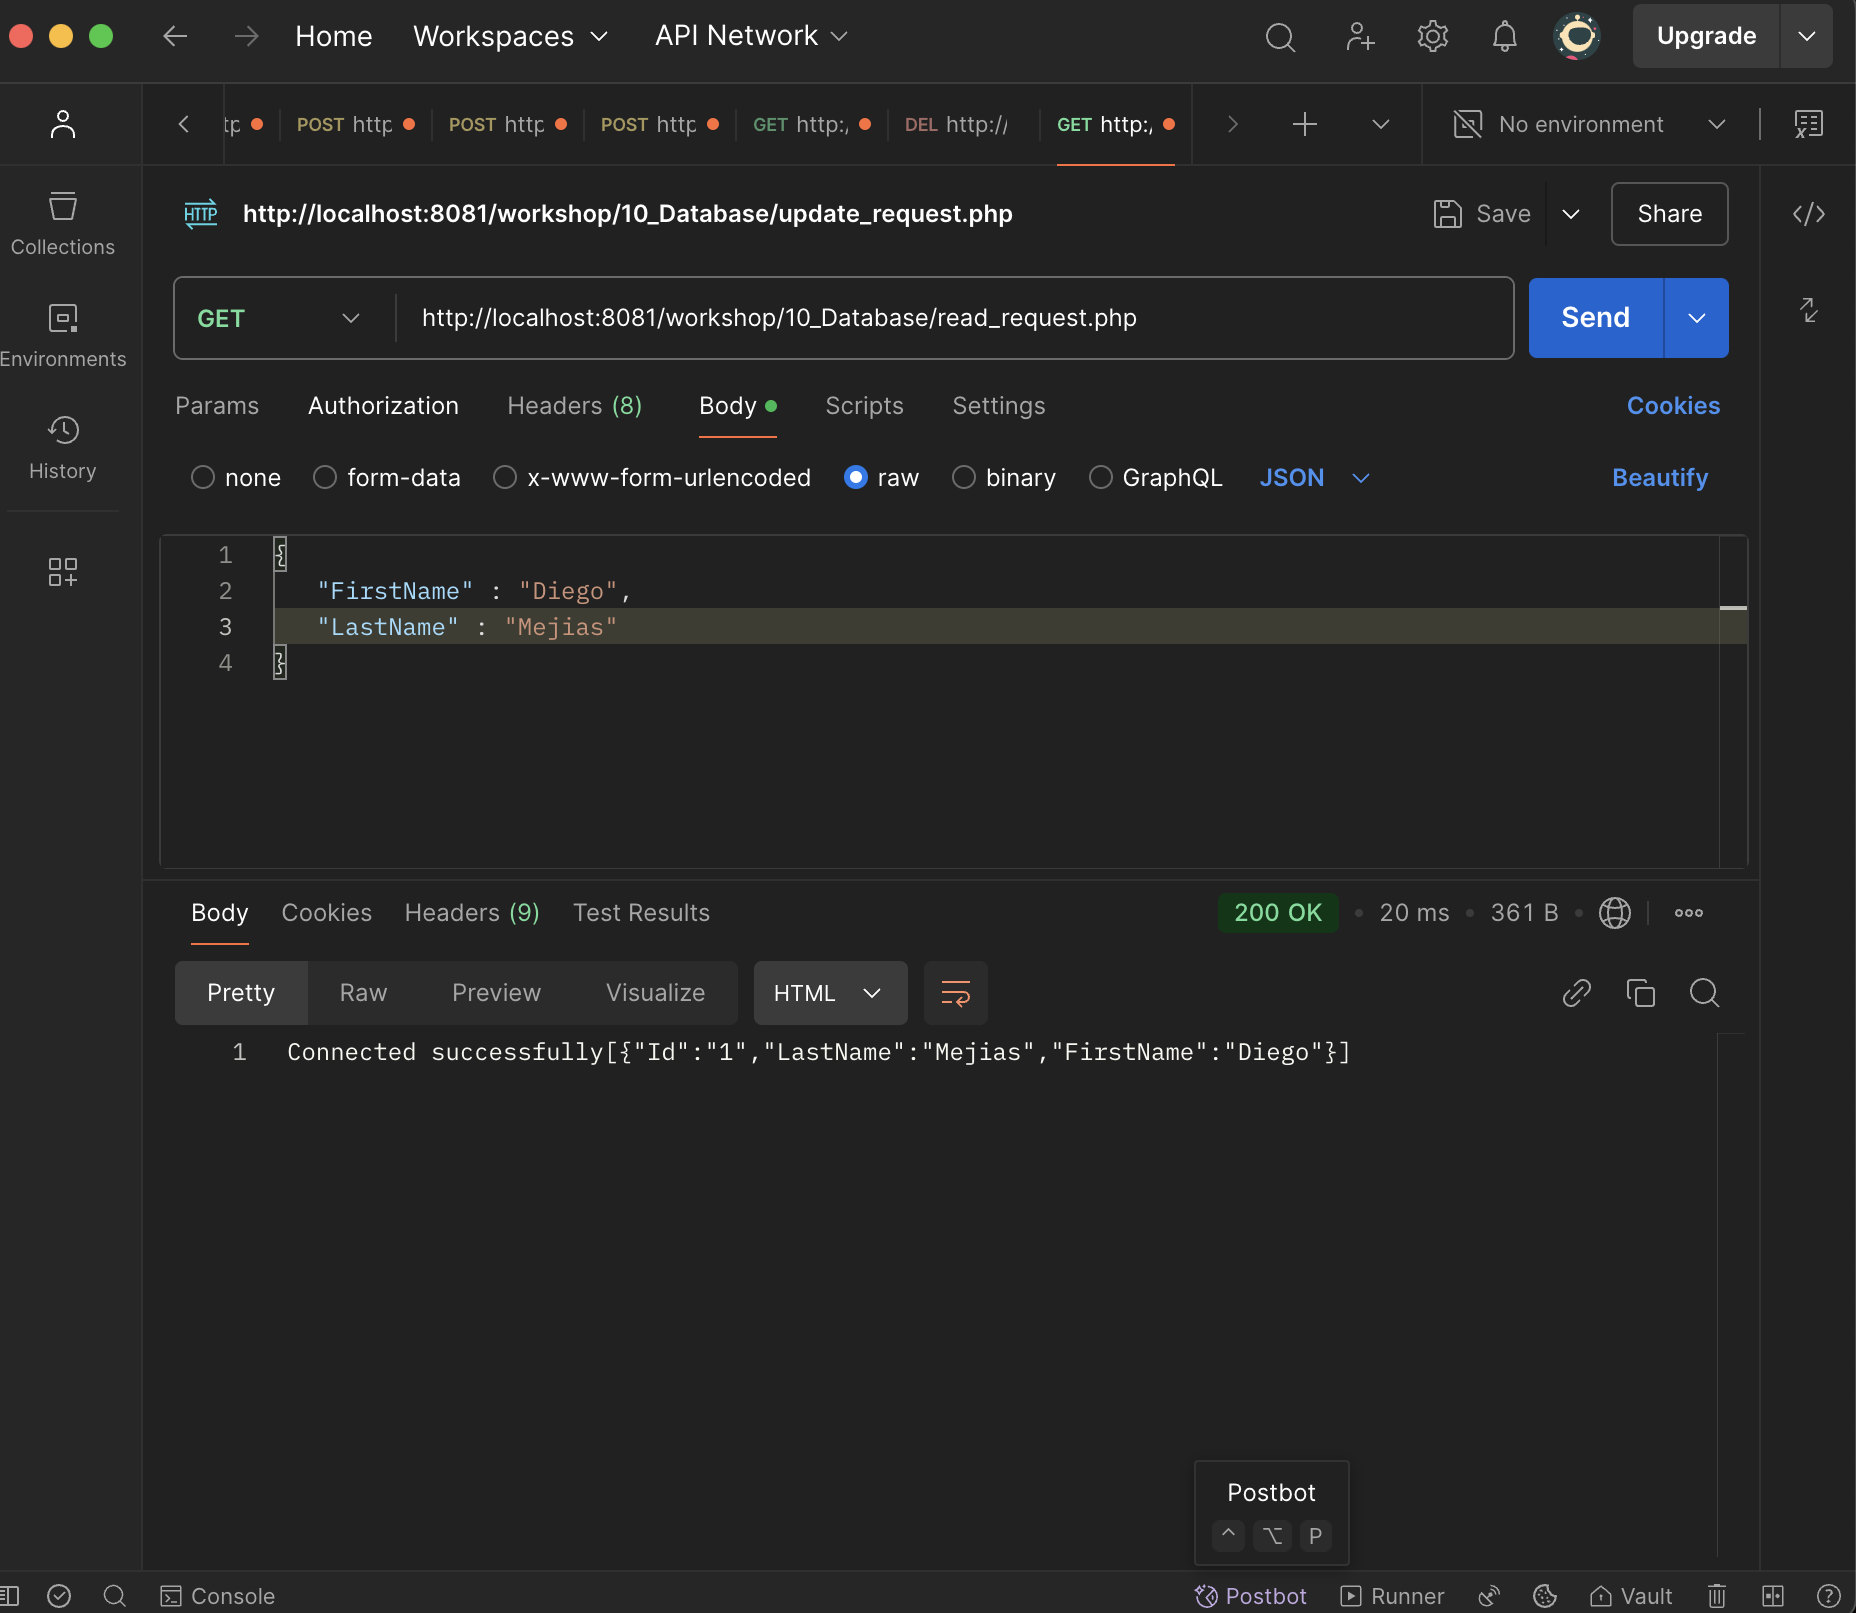 Home Workspaces API Network Upgrade
POST http POST http POST http GET http:/ DEL http:// GET http:/ No environment
HTTP http://localhost:8081/workshop/10_Database/update_request.php Save Share
Collections
Environments
History
GET http://localhost:8081/workshop/10_Database/read_request.php Send
Params Authorization Headers (8) Body Scripts Settings Cookies
none form-data x-www-form-urlencoded raw binary GraphQL JSON Beautify
1 {
2 "FirstName" : "Diego",
3 "LastName" : "Mejias"
4 }
Body Cookies Headers (9) Test Results 200 OK • 20 ms • 361 B •
Pretty Raw Preview Visualize HTML
1 Connected successfully[{"Id":"1","LastName":"Mejias","FirstName":"Diego"}]
Postbot
^ ⌥ P
Console Postbot Runner Vault